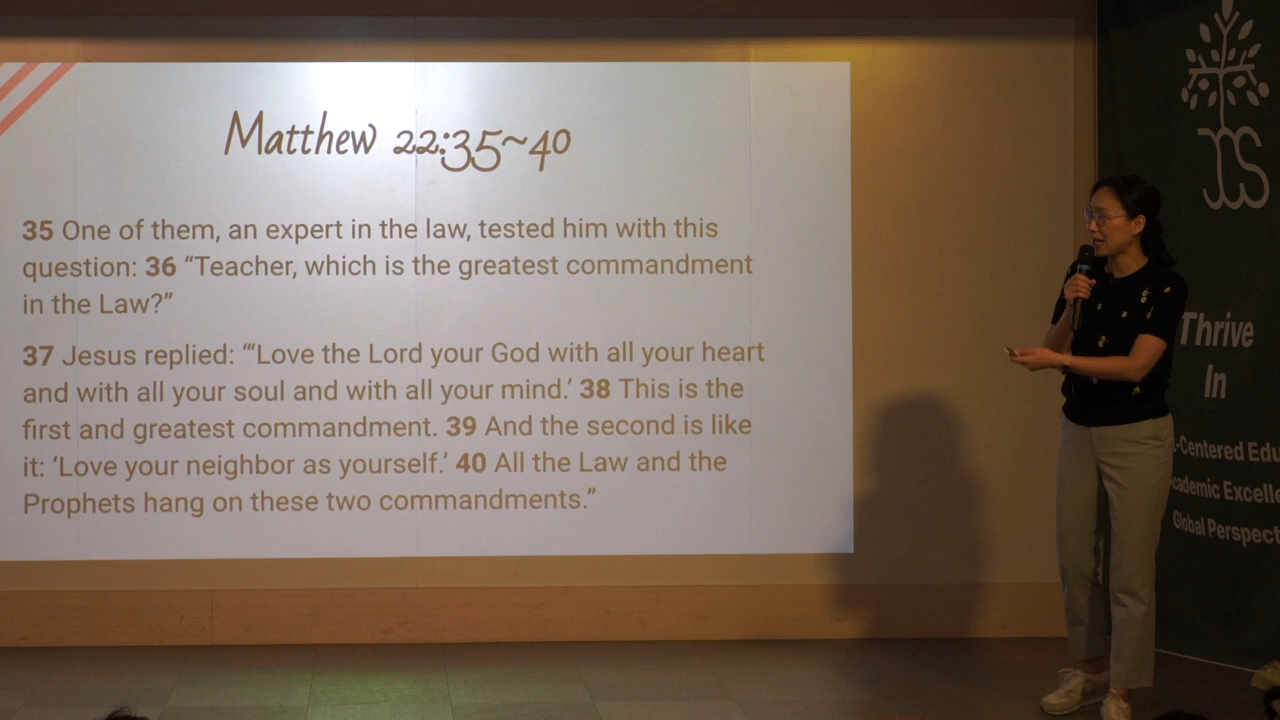 Matthew 22:35~40
35 One of them, an expert in the law, tested him with this
question: 36 “Teacher, which is the greatest commandment
in the Law?”
37 Jesus replied: “‘Love the Lord your God with all your heart
and with all your soul and with all your mind.’ 38 This is the
first and greatest commandment. 39 And the second is like
it: ‘Love your neighbor as yourself.’ 40 All the Law and the
Prophets hang on these two commandments.”
Thrive
In
-Centered Edu
cademic Excelle
Global Perspect